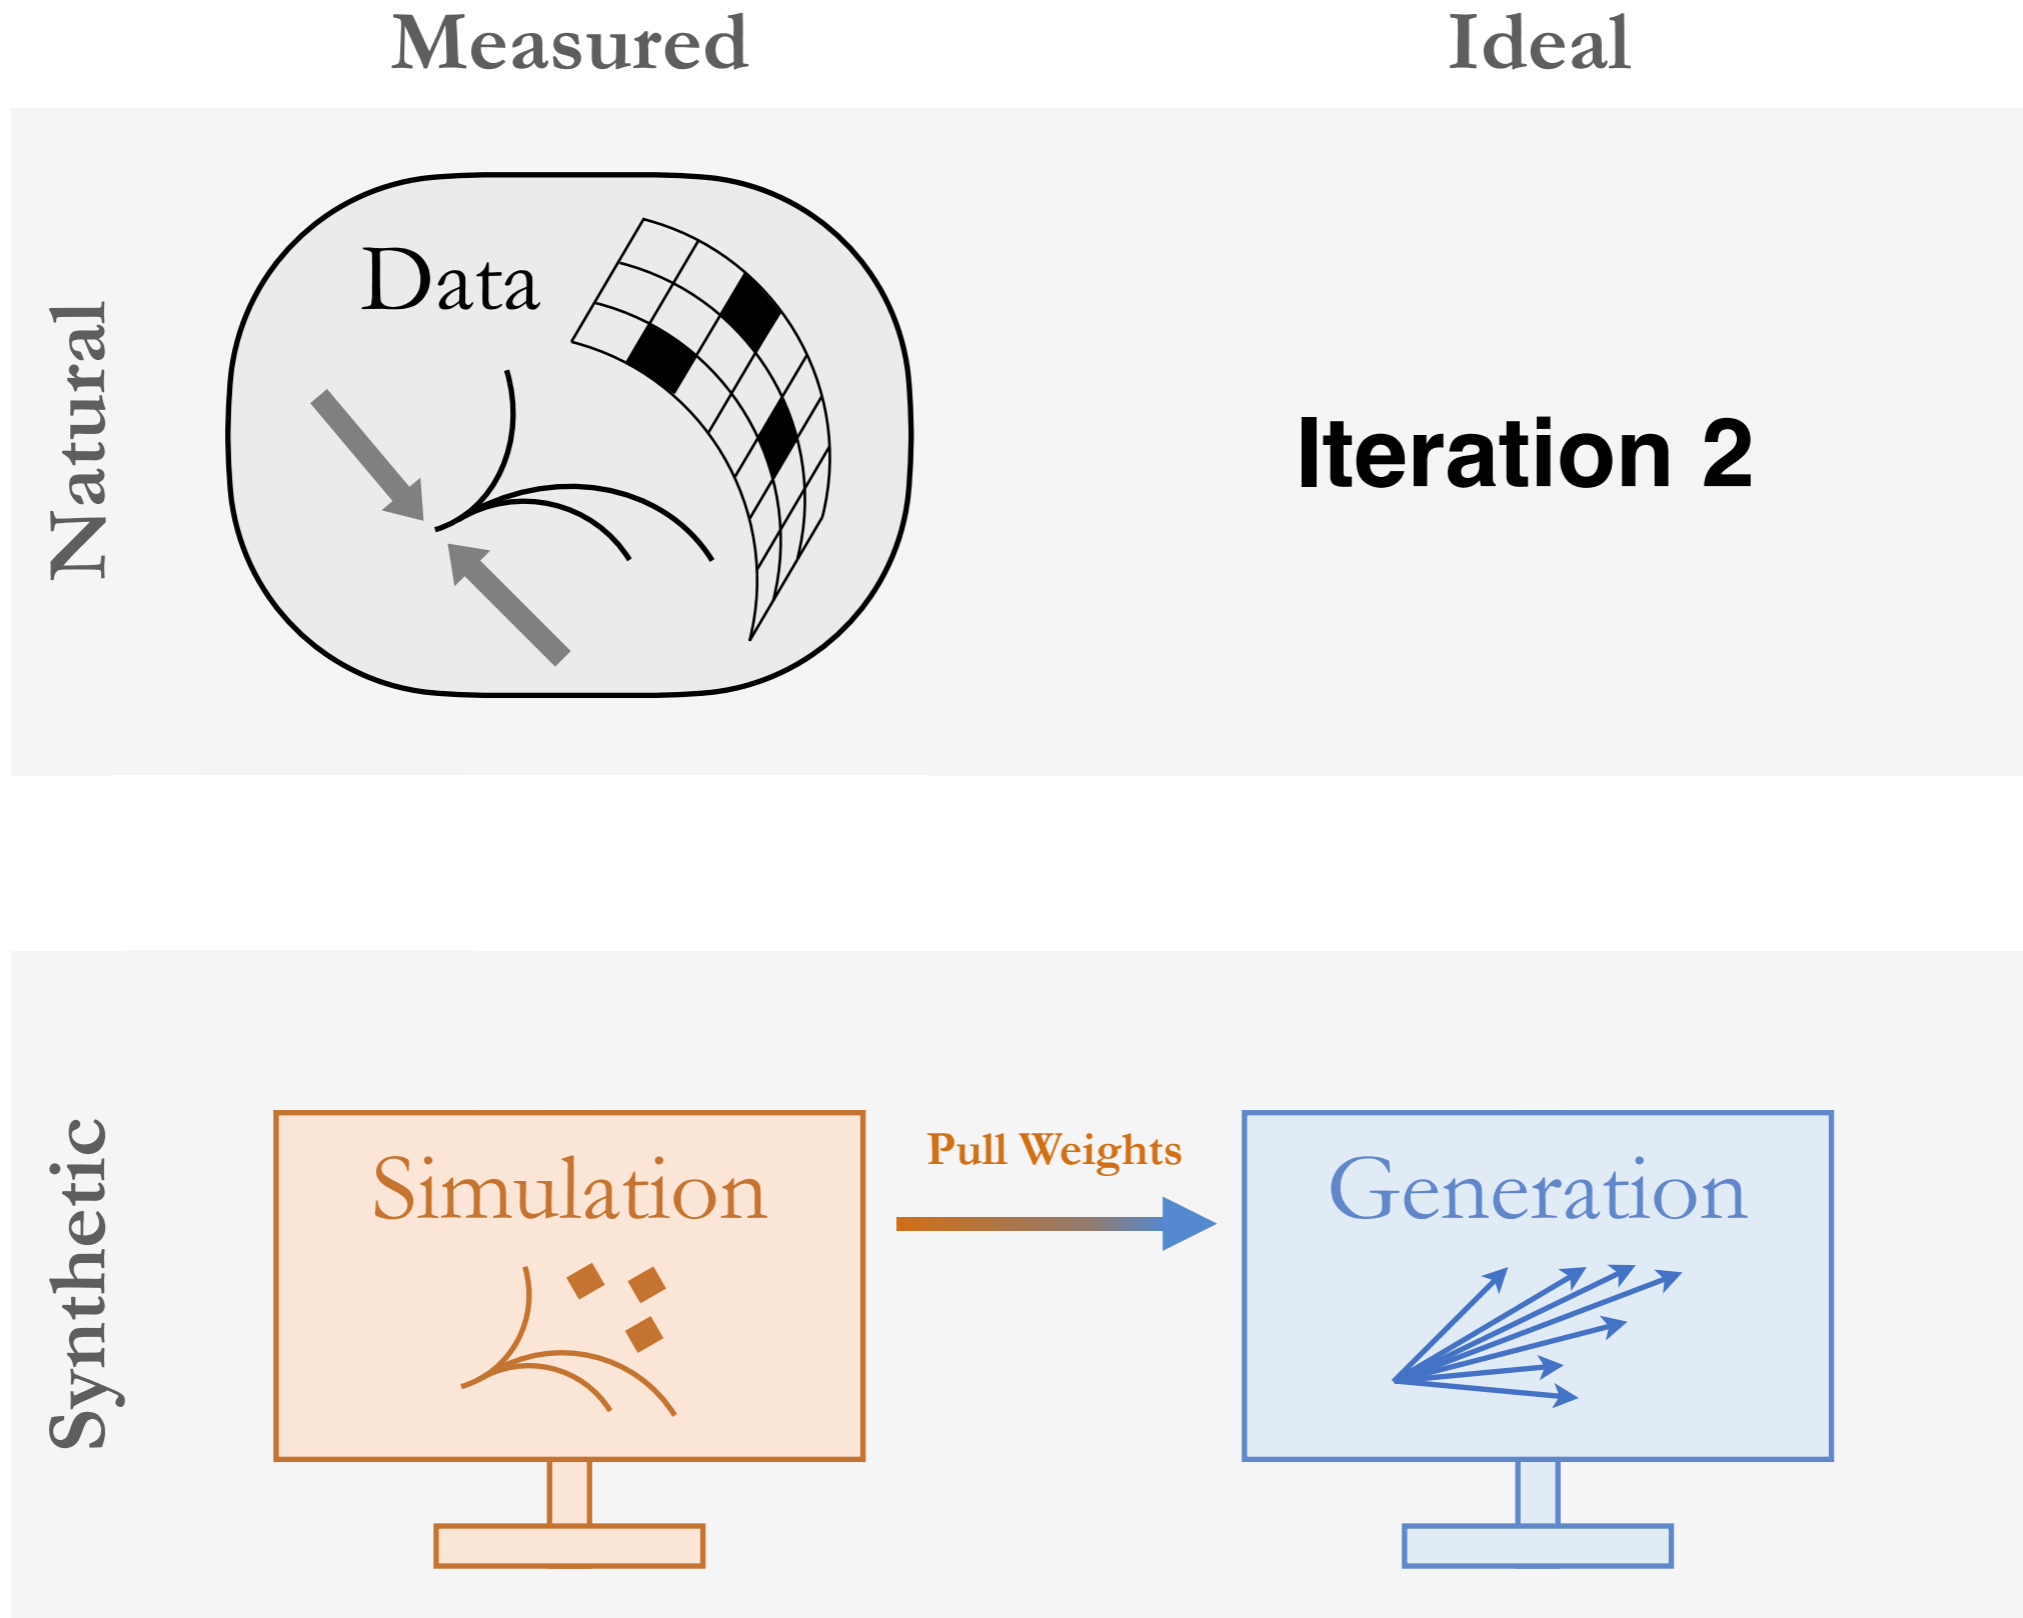 Measured
Ideal
Natural
Data
Iteration 2
Synthetic
Simulation
Pull Weights
Generation